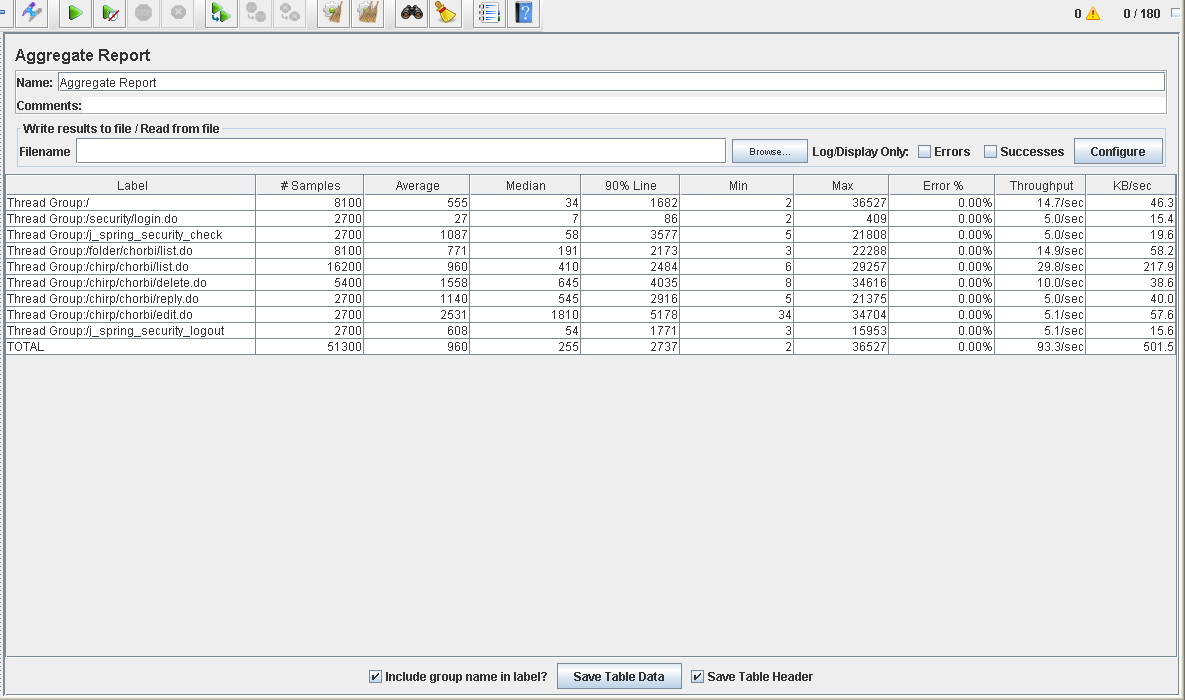 0 0 / 180
Aggregate Report
Name: Aggregate Report
Comments:
Write results to file / Read from file
Filename Browse... Log/Display Only: Errors Successes Configure
Label # Samples Average Median 90% Line Min Max Error % Throughput KB/sec
Thread Group:/ 8100 555 34 1682 2 36527 0.00% 14.7/sec 46.3
Thread Group:/security/login.do 2700 27 7 86 2 409 0.00% 5.0/sec 15.4
Thread Group:/j_spring_security_check 2700 1087 58 3577 5 21808 0.00% 5.0/sec 19.6
Thread Group:/folder/chorbi/list.do 8100 771 191 2173 3 22288 0.00% 14.9/sec 58.2
Thread Group:/chirp/chorbi/list.do 16200 960 410 2484 6 29257 0.00% 29.8/sec 217.9
Thread Group:/chirp/chorbi/delete.do 5400 1558 645 4035 8 34616 0.00% 10.0/sec 38.6
Thread Group:/chirp/chorbi/reply.do 2700 1140 545 2916 5 21375 0.00% 5.0/sec 40.0
Thread Group:/chirp/chorbi/edit.do 2700 2531 1810 5178 34 34704 0.00% 5.1/sec 57.6
Thread Group:/j_spring_security_logout 2700 608 54 1771 3 15953 0.00% 5.1/sec 15.6
TOTAL 51300 960 255 2737 2 36527 0.00% 93.3/sec 501.5
Include group name in label? Save Table Data Save Table Header